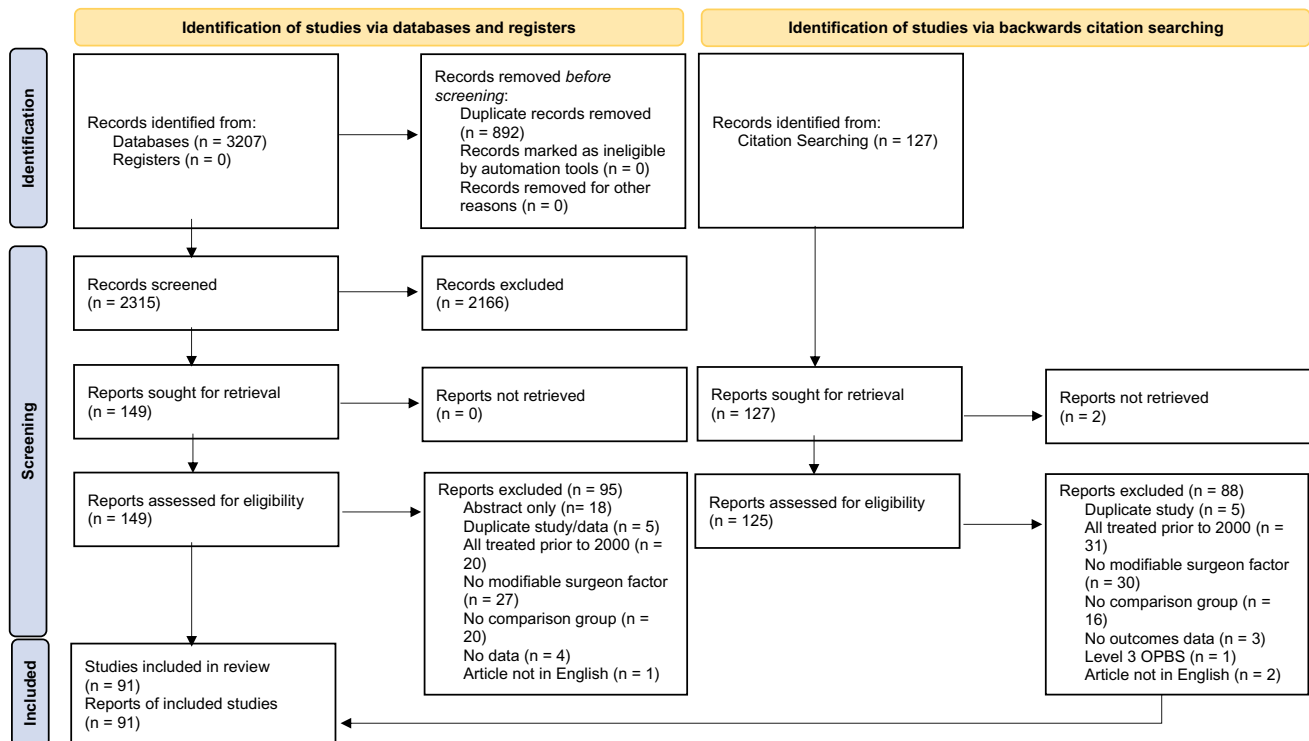 Identification of studies via databases and registers
Identification of studies via backwards citation searching
Identification
Records identified from:
Databases (n = 3207)
Registers (n = 0)
Records removed before
screening:
Duplicate records removed
(n = 892)
Records marked as ineligible
by automation tools (n = 0)
Records removed for other
reasons (n = 0)
Records identified from:
Citation Searching (n = 127)
Screening
Records screened
(n = 2315)
Records excluded
(n = 2166)
Reports sought for retrieval
(n = 149)
Reports not retrieved
(n = 0)
Reports sought for retrieval
(n = 127)
Reports not retrieved
(n = 2)
Reports assessed for eligibility
(n = 149)
Reports excluded (n = 95)
Abstract only (n= 18)
Duplicate study/data (n = 5)
All treated prior to 2000 (n =
20)
No modifiable surgeon factor
(n = 27)
No comparison group (n =
20)
No data (n = 4)
Article not in English (n = 1)
Reports assessed for eligibility
(n = 125)
Reports excluded (n = 88)
Duplicate study (n = 5)
All treated prior to 2000 (n =
31)
No modifiable surgeon factor
(n = 30)
No comparison group (n =
16)
No outcomes data (n = 3)
Level 3 OPBS (n = 1)
Article not in English (n = 2)
Included
Studies included in review
(n = 91)
Reports of included studies
(n = 91)